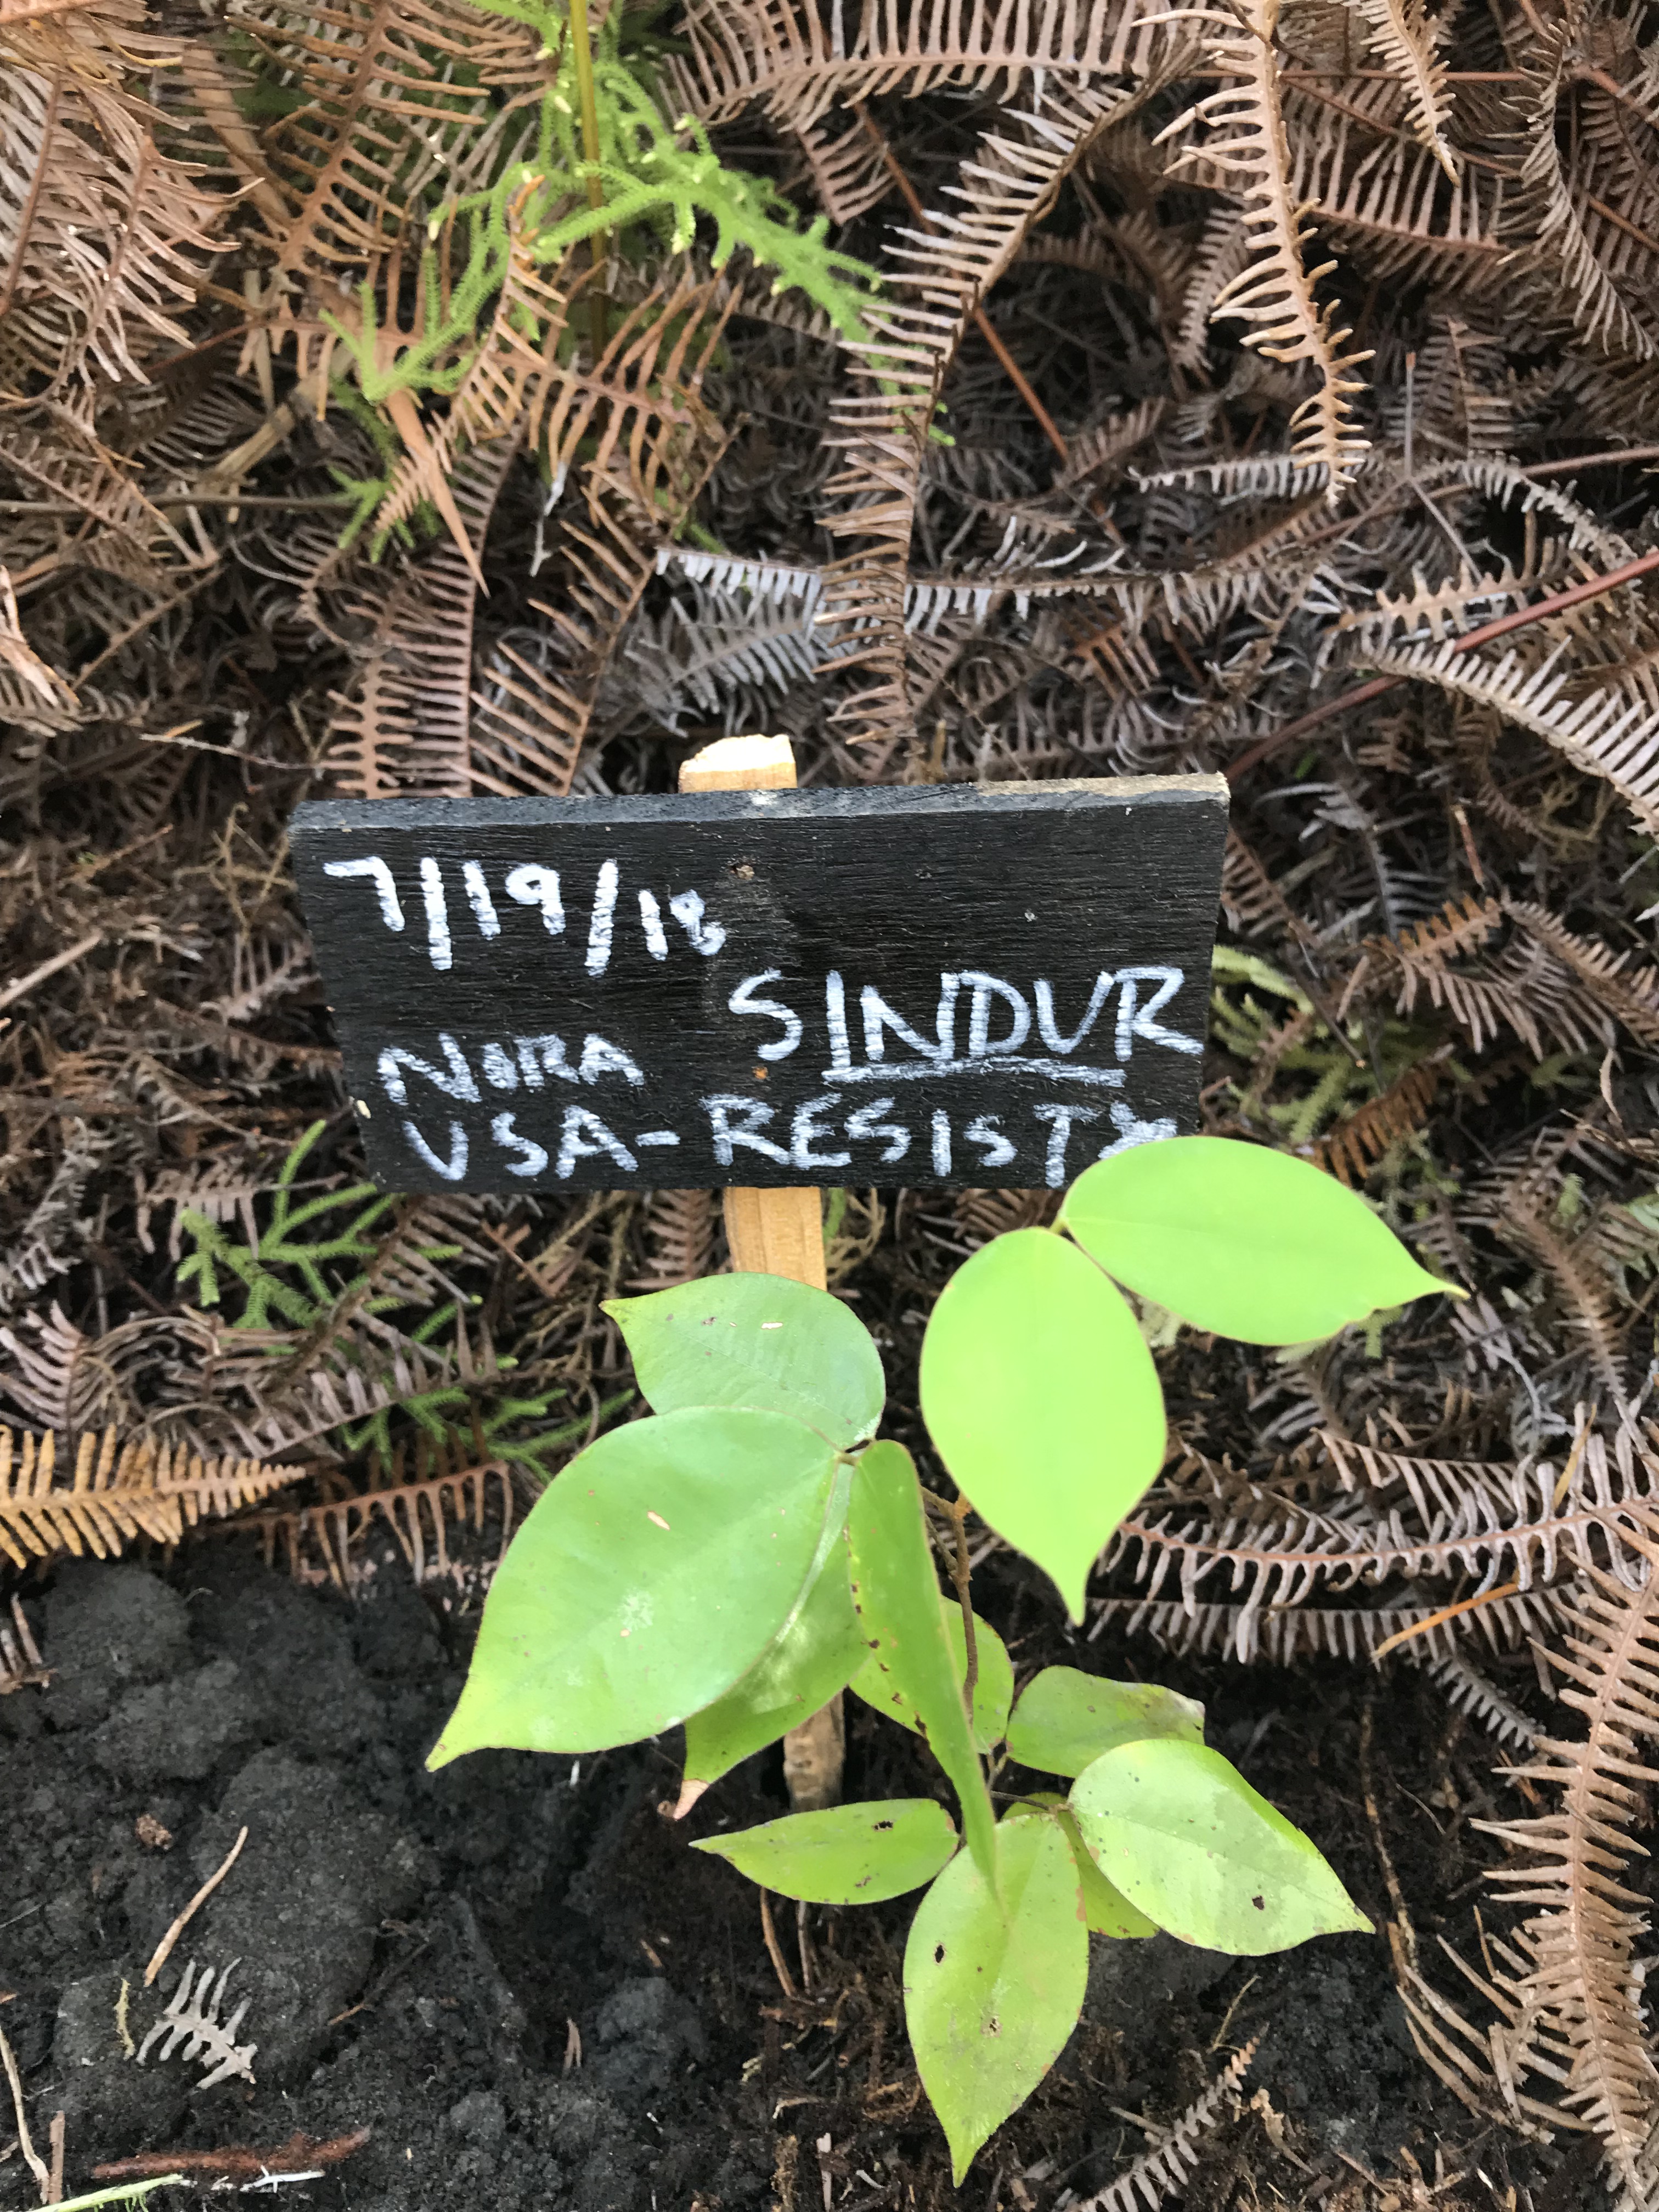 7/19/18
SINDUR
NORA
USA-RESIST